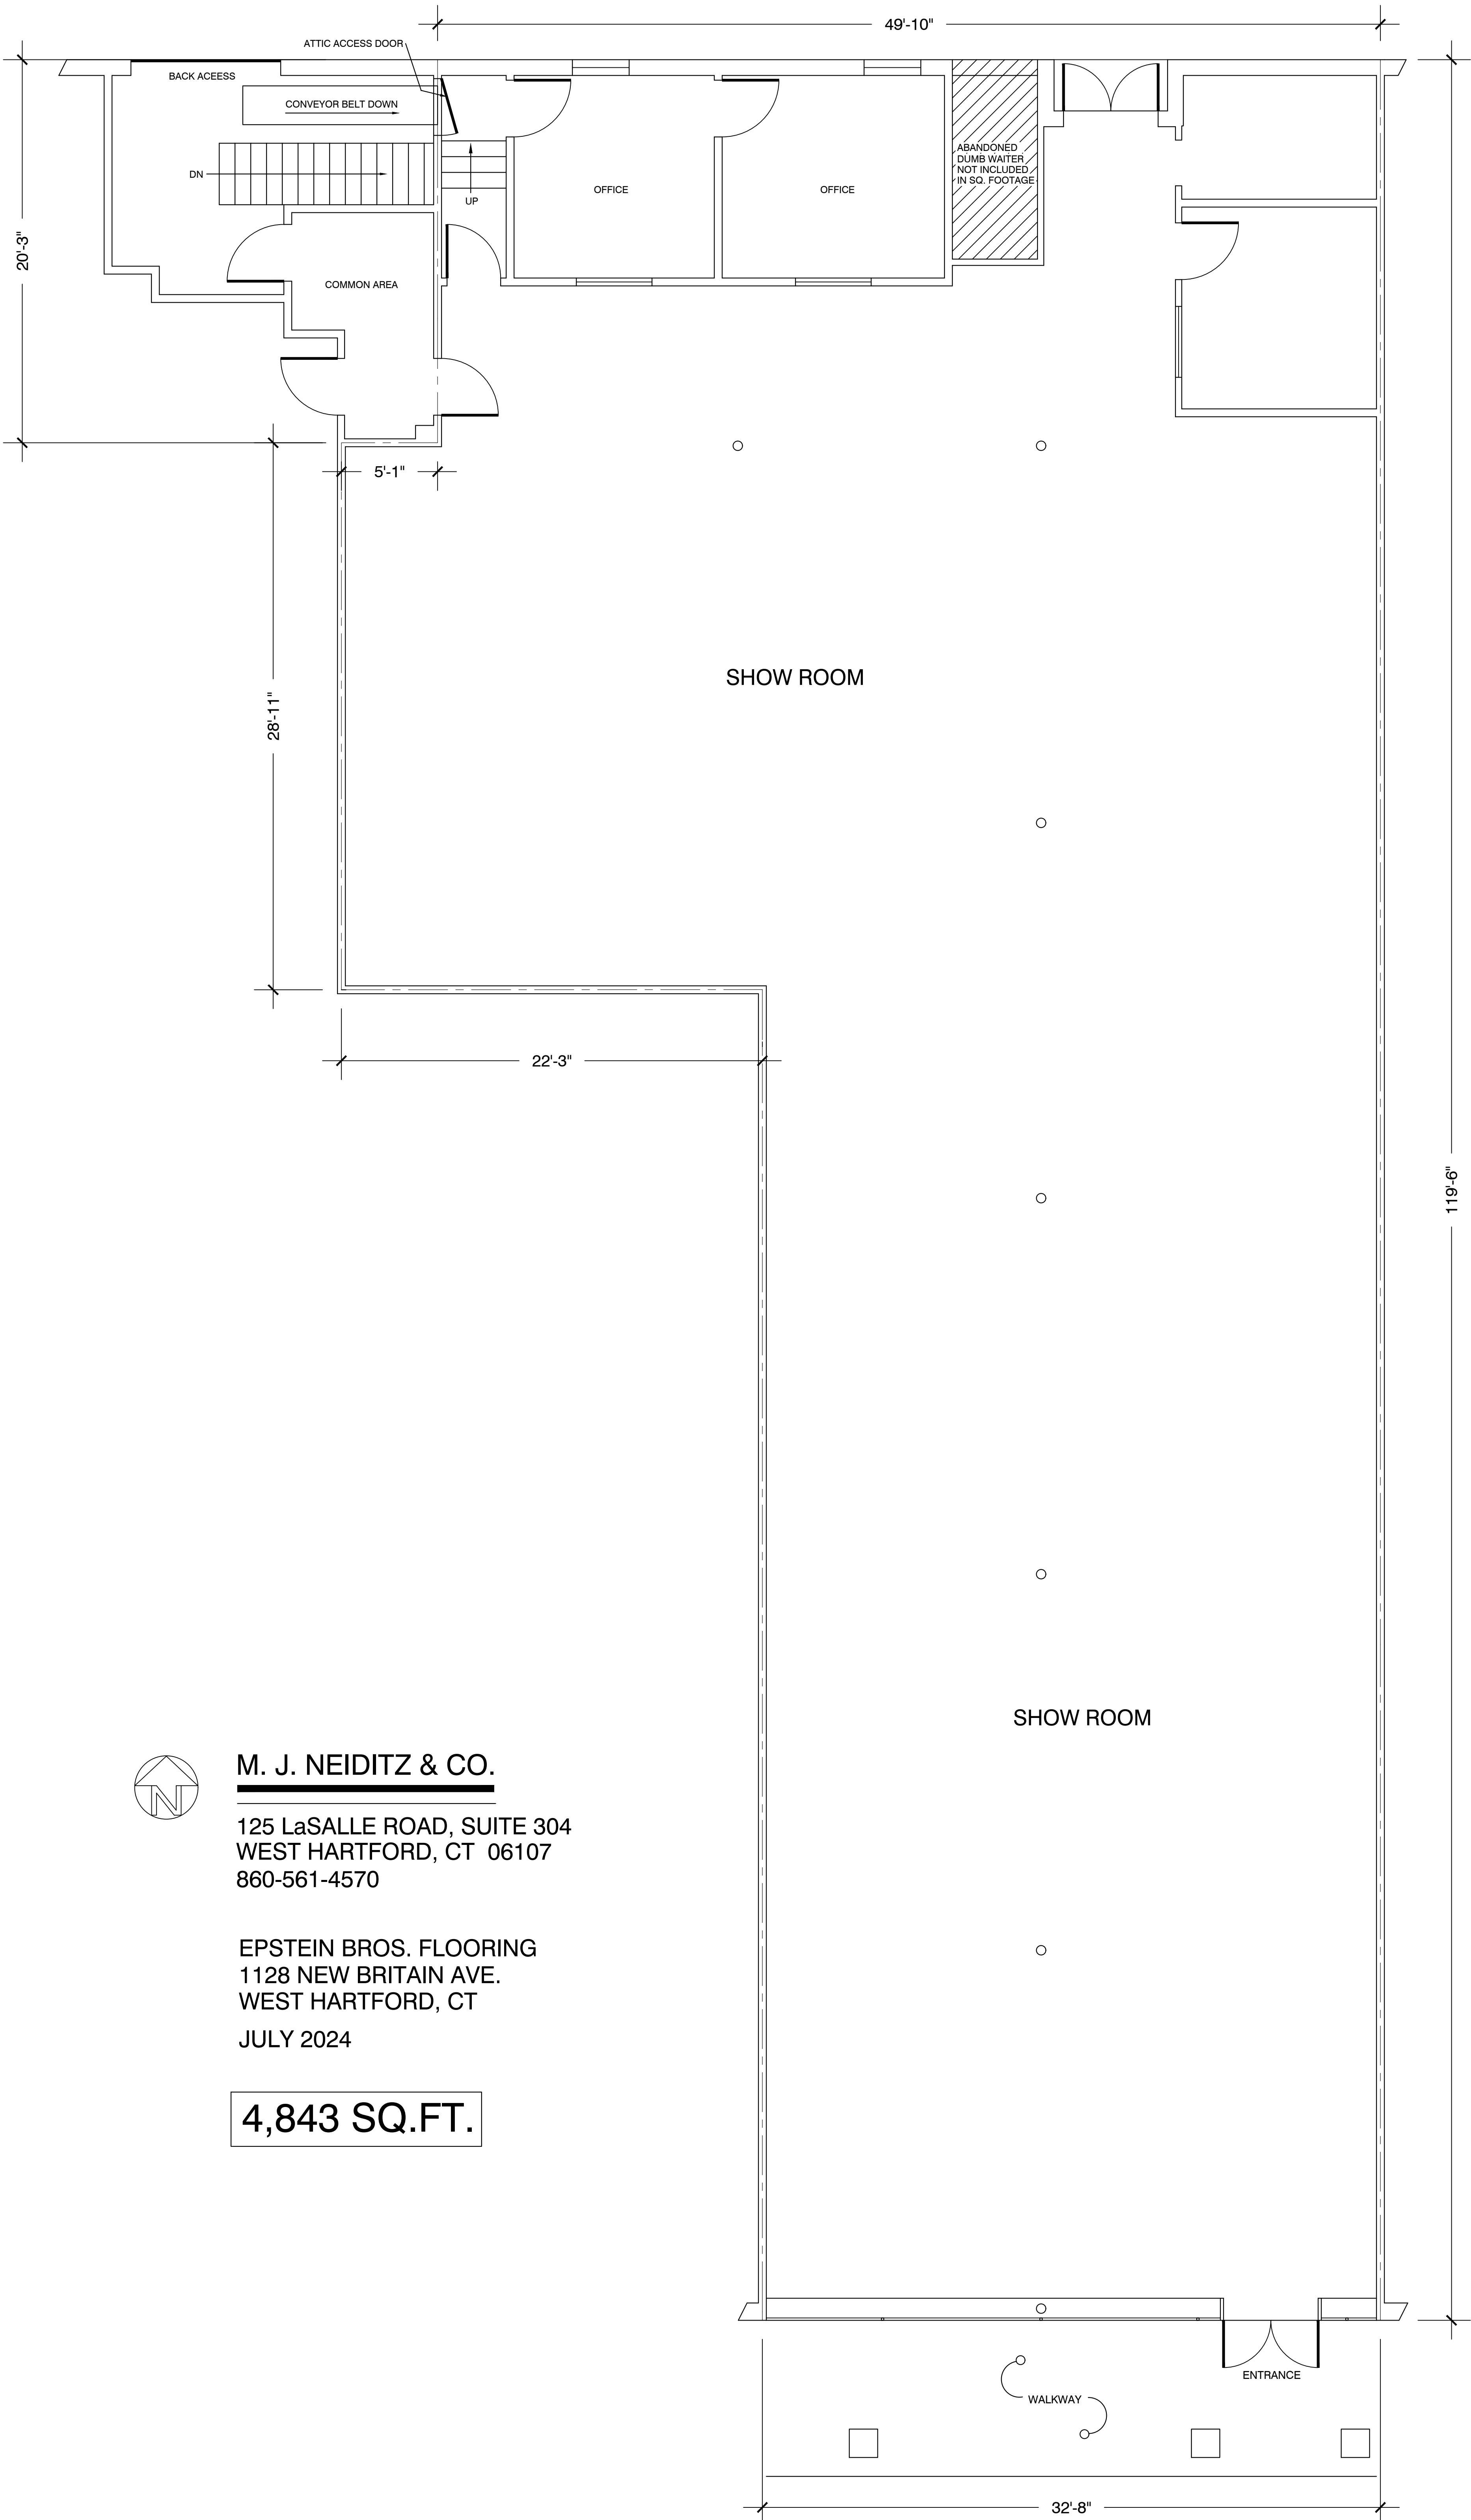 49'-10"
ATTIC ACCESS DOOR
BACK ACEESS
CONVEYOR BELT DOWN
DN
UP
OFFICE
OFFICE
ABANDONED
DUMB WAITER
NOT INCLUDED
IN SQ. FOOTAGE
20'-3"
COMMON AREA
5'-1"
SHOW ROOM
28'-11"
22'-3"
119'-6"
SHOW ROOM
N
M. J. NEIDITZ & CO.
125 LaSALLE ROAD, SUITE 304
WEST HARTFORD, CT 06107
860-561-4570
EPSTEIN BROS. FLOORING
1128 NEW BRITAIN AVE.
WEST HARTFORD, CT
JULY 2024
4,843 SQ.FT.
ENTRANCE
WALKWAY
32'-8"